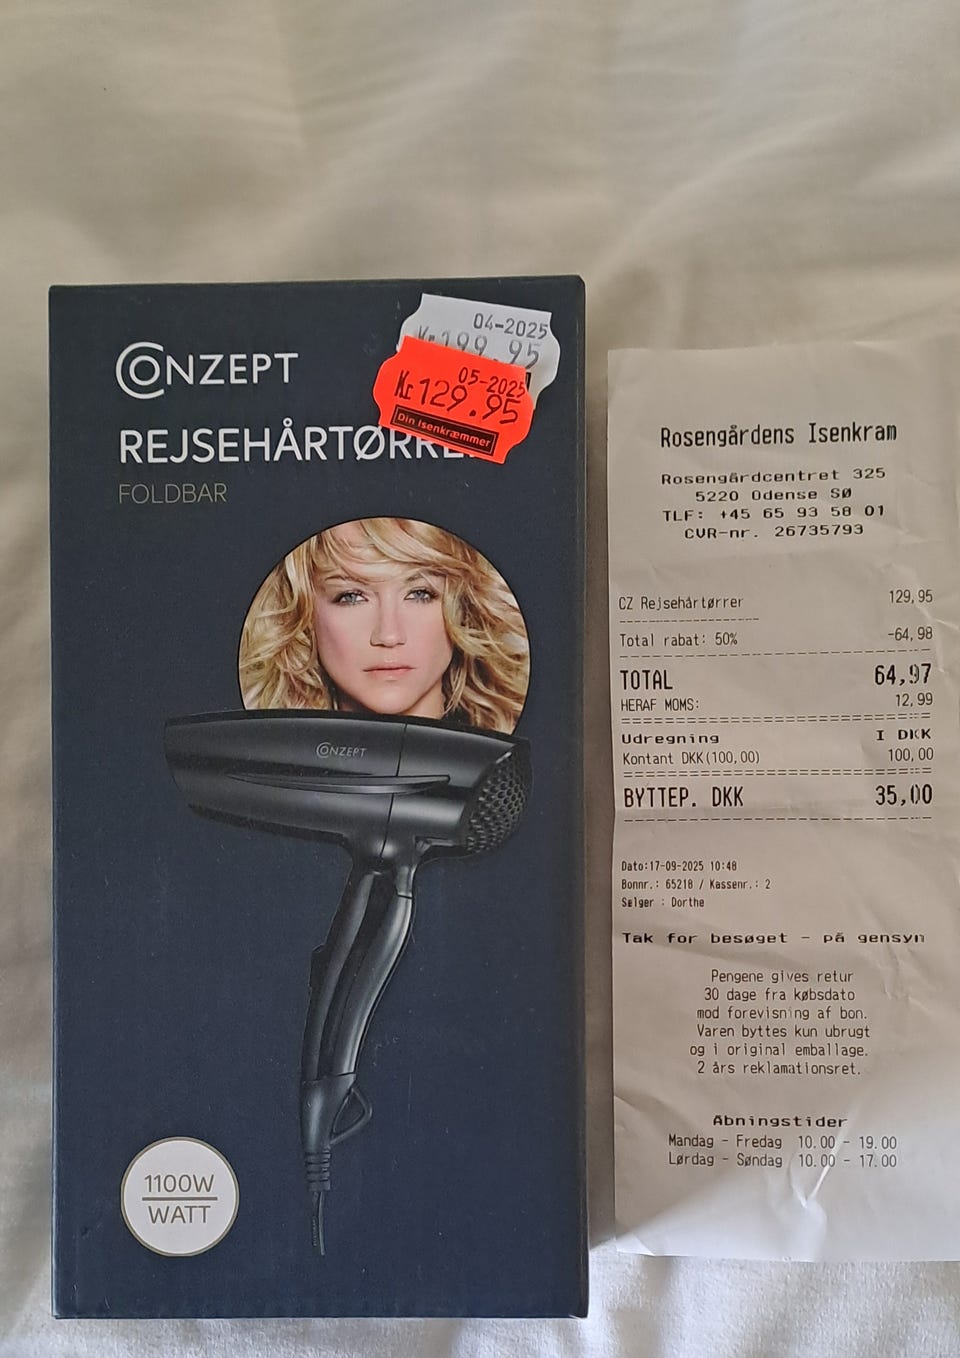 CONZEPT
REJSEHÅRTØRRE
FOLDBAR
04-2025
Kr 199.95
05-2025
Kr 129.95
Din Isenkræmmer
CONZEPT
1100W
WATT
Rosengårdens Isenkram
Rosengårdcentret 325
5220 Odense SØ
TLF: +45 65 93 58 01
CVR-nr. 26735793
CZ Rejsehårtørrer 129,95
Total rabat: 50% -64,98
TOTAL 64,97
HERAF MOMS: 12,99
Udregning I DKK
Kontant DKK(100,00) 100,00
BYTTEP. DKK 35,00
Dato:17-09-2025 10:48
Bonnr.: 65218 / Kassenr.: 2
Sælger : Dorthe
Tak for besøget - på gensyn
Pengene gives retur
30 dage fra købsdato
mod forevisning af bon.
Varen byttes kun ubrugt
og i original emballage.
2 års reklamationsret.
Åbningstider
Mandag - Fredag 10.00 - 19.00
Lørdag - Søndag 10.00 - 17.00